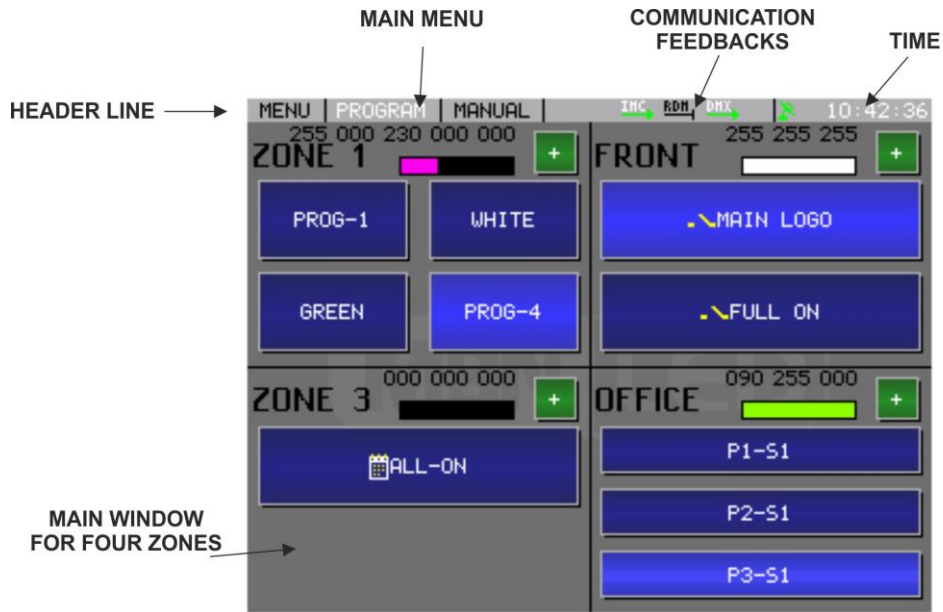 MAIN MENU
COMMUNICATION
FEEDBACKS
TIME
HEADER LINE
MENU PROGRAM MANUAL IMC RDM DMX 10:42:36
255 000 230 000 000
ZONE 1 +
255 255 255
FRONT +
PROG-1 WHITE
MAIN LOGO
GREEN PROG-4
FULL ON
000 000 000
ZONE 3 +
090 255 000
OFFICE +
ALL-ON
P1-S1
P2-S1
P3-S1
MAIN WINDOW
FOR FOUR ZONES